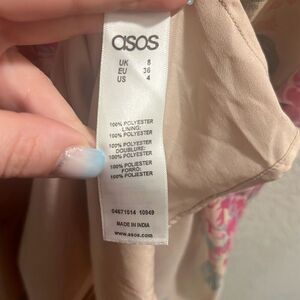 asos
UK 8
EU 36
US 4
100% POLYESTER
LINING:
100% POLYESTER
100% POLYESTER
DOUBLURE:
100% POLYESTER
100% POLIESTER
FORRO:
100% POLIESTER
04671014 10949
MADE IN INDIA
www.asos.com